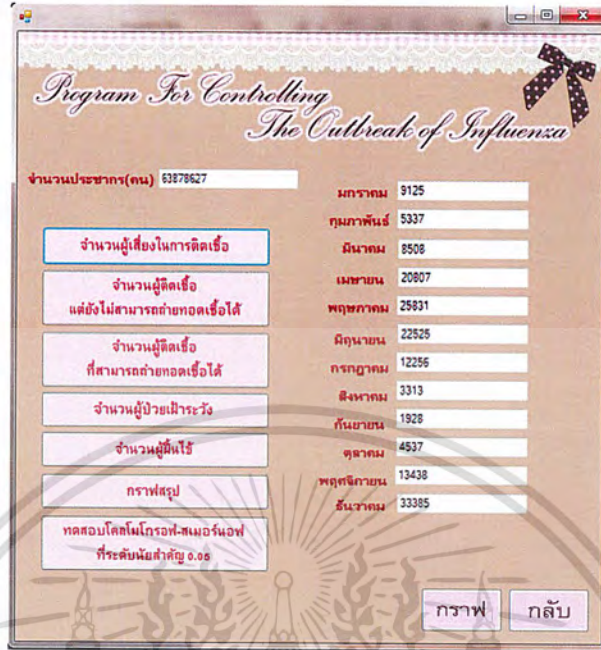 Program For Controlling
The Outbreak of Influenza
จำนวนประชากร(คน) 63878627
จำนวนผู้เสี่ยงในการติดเชื้อ
จำนวนผู้ติดเชื้อ
แต่ยังไม่สามารถถ่ายทอดเชื้อได้
จำนวนผู้ติดเชื้อ
ที่สามารถถ่ายทอดเชื้อได้
จำนวนผู้ป่วยเฝ้าระวัง
จำนวนผู้ฟื้นไข้
กราฟสรุป
ทดสอบโคลโมโกรอฟ-สเมอร์นอฟ
ที่ระดับนัยสำคัญ 0.05
มกราคม 9125
กุมภาพันธ์ 5337
มีนาคม 8508
เมษายน 20807
พฤษภาคม 25831
มิถุนายน 22525
กรกฎาคม 12256
สิงหาคม 3313
กันยายน 1928
ตุลาคม 4537
พฤศจิกายน 13438
ธันวาคม 33385
กราฟ กลับ